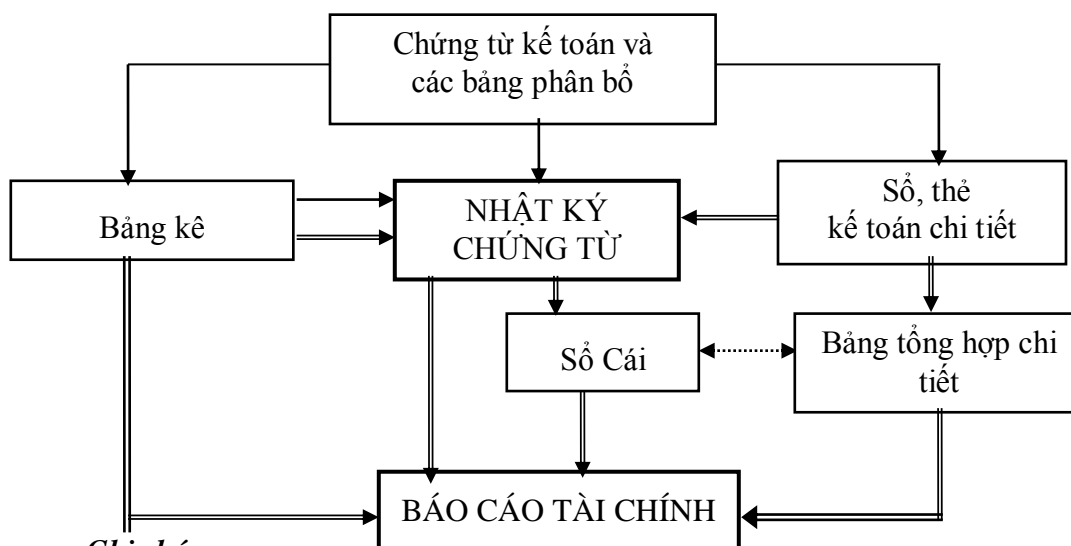 Chứng từ kế toán và
các bảng phân bổ
Bảng kê
NHẬT KÝ
CHỨNG TỪ
Sổ, thẻ
kế toán chi tiết
Sổ Cái
Bảng tổng hợp chi
tiết
BÁO CÁO TÀI CHÍNH